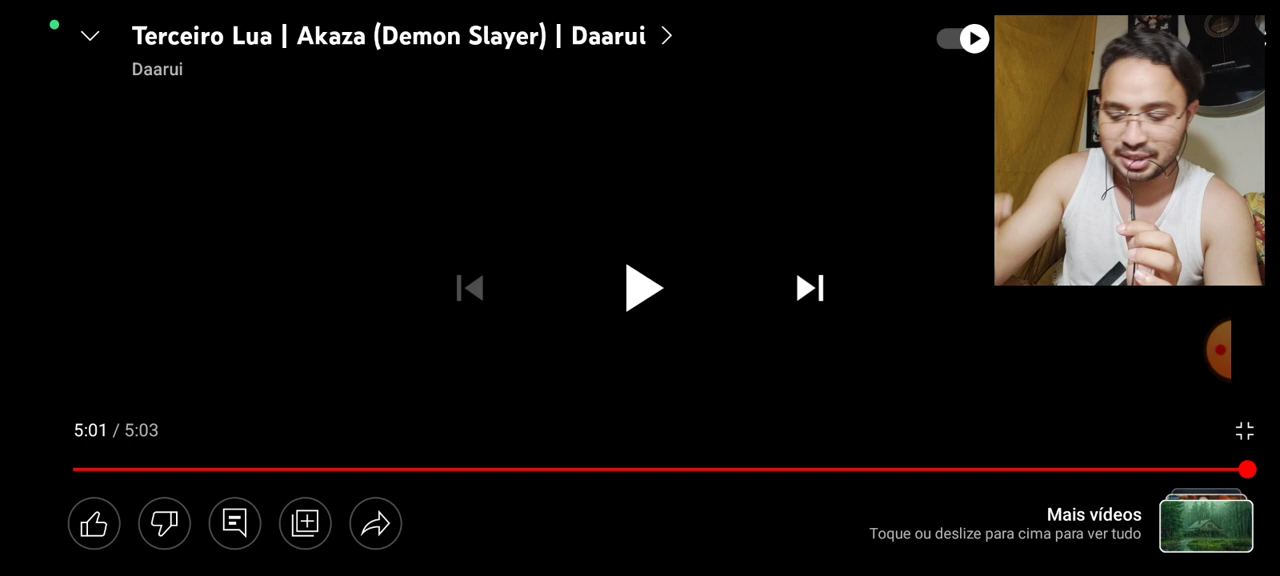 Terceiro Lua | Akaza (Demon Slayer) | Daarui
Daarui
5:01 / 5:03
Mais vídeos
Toque ou deslize para cima para ver tudo